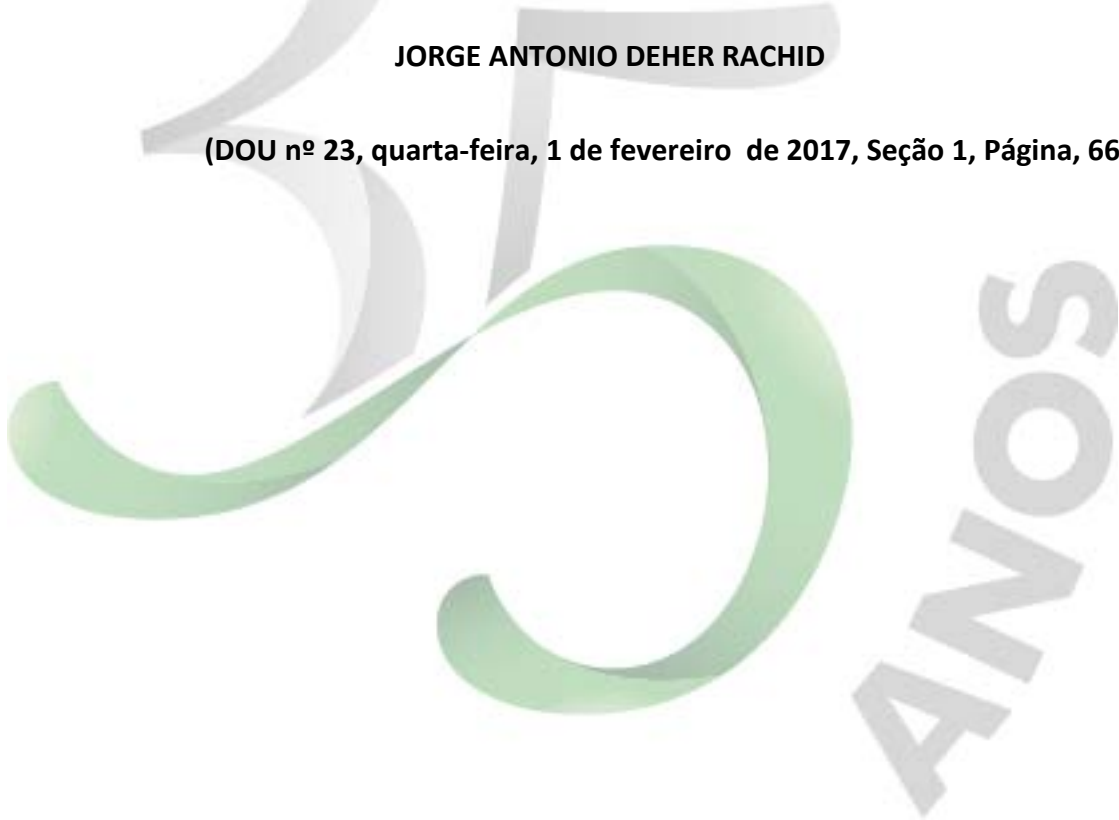 JORGE ANTONIO DEHER RACHID
(DOU nº 23, quarta-feira, 1 de fevereiro de 2017, Seção 1, Página, 66
35
ANOS